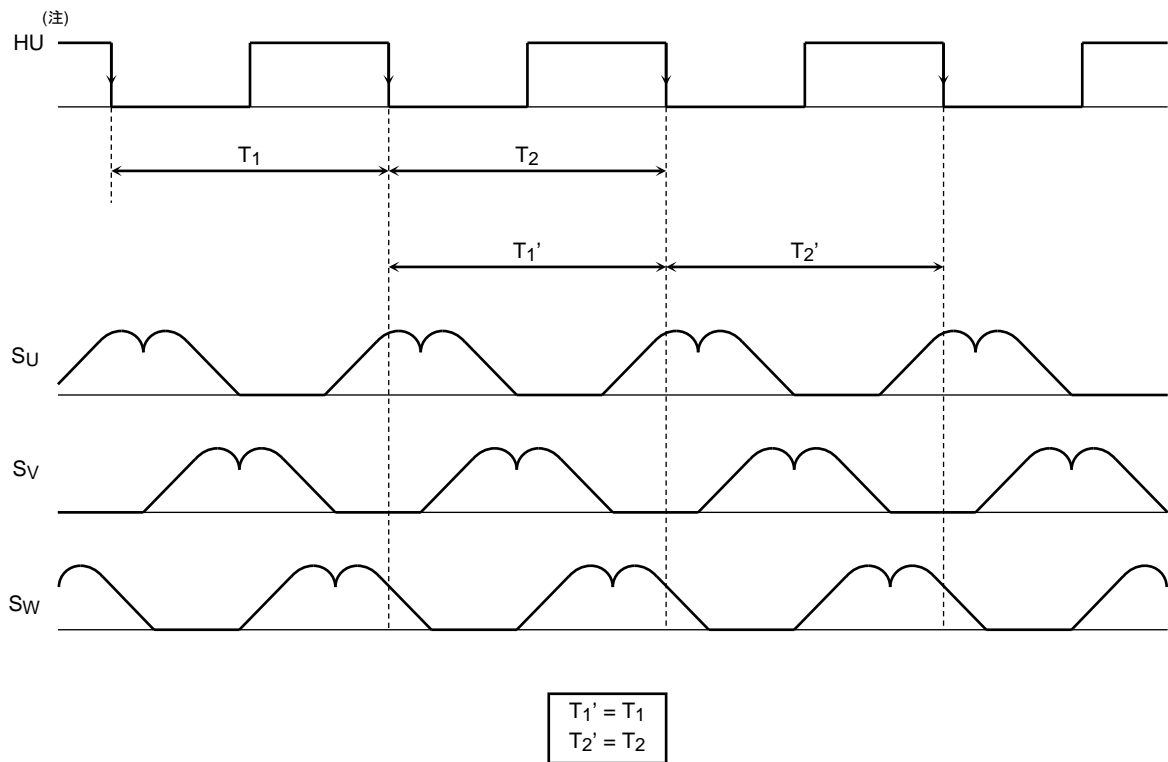 (注)
HU
T1
T2
T1’
T2’
SU
SV
SW
T1’ = T1
T2’ = T2